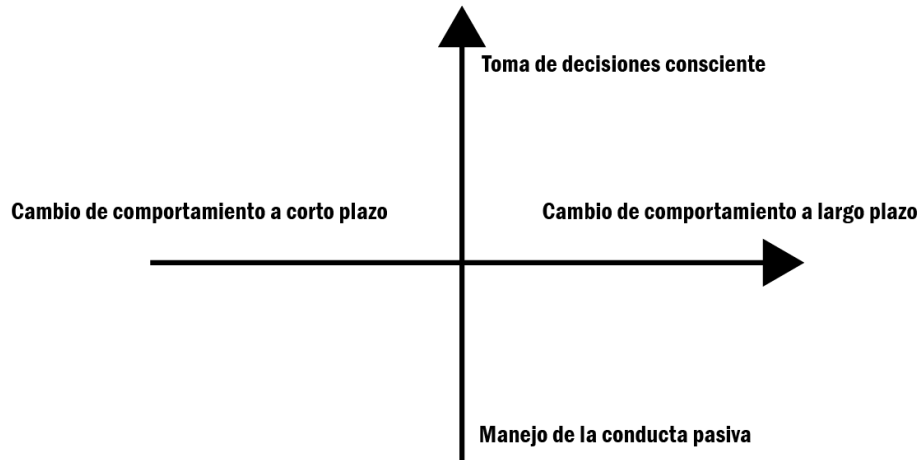 Toma de decisiones consciente
Cambio de comportamiento a corto plazo
Cambio de comportamiento a largo plazo
Manejo de la conducta pasiva